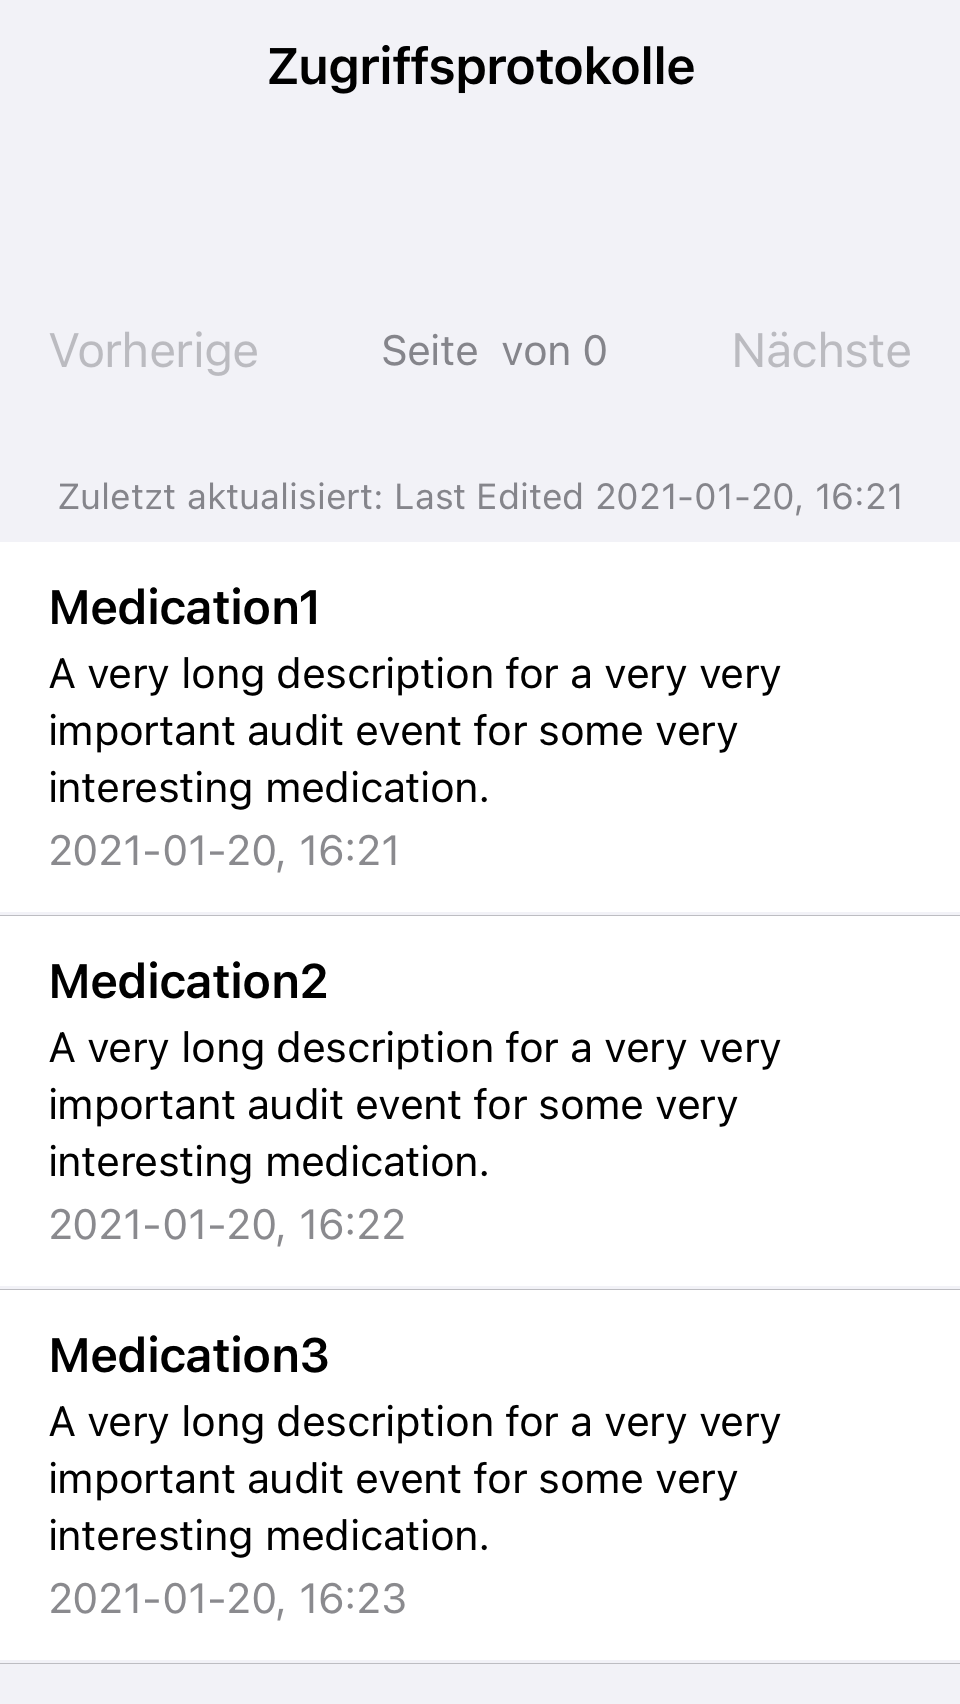 Zugriffsprotokolle
Vorherige
Seite von 0
Nächste
Zuletzt aktualisiert: Last Edited 2021-01-20, 16:21
Medication1
A very long description for a very very
important audit event for some very
interesting medication.
2021-01-20, 16:21
Medication2
A very long description for a very very
important audit event for some very
interesting medication.
2021-01-20, 16:22
Medication3
A very long description for a very very
important audit event for some very
interesting medication.
2021-01-20, 16:23